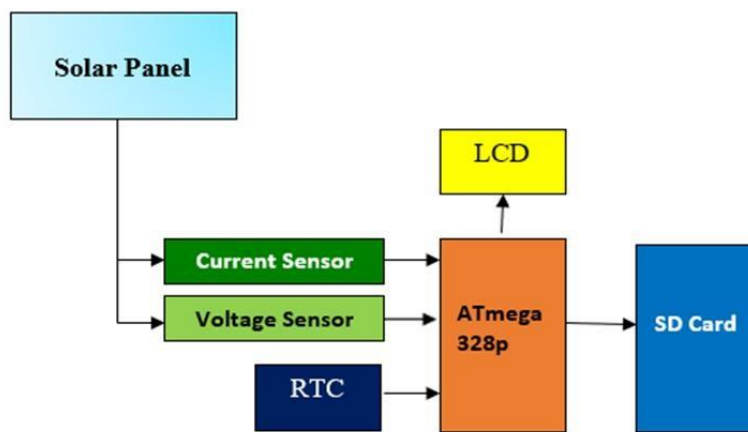 Solar Panel
LCD
Current Sensor
Voltage Sensor
ATmega
328p
SD Card
RTC